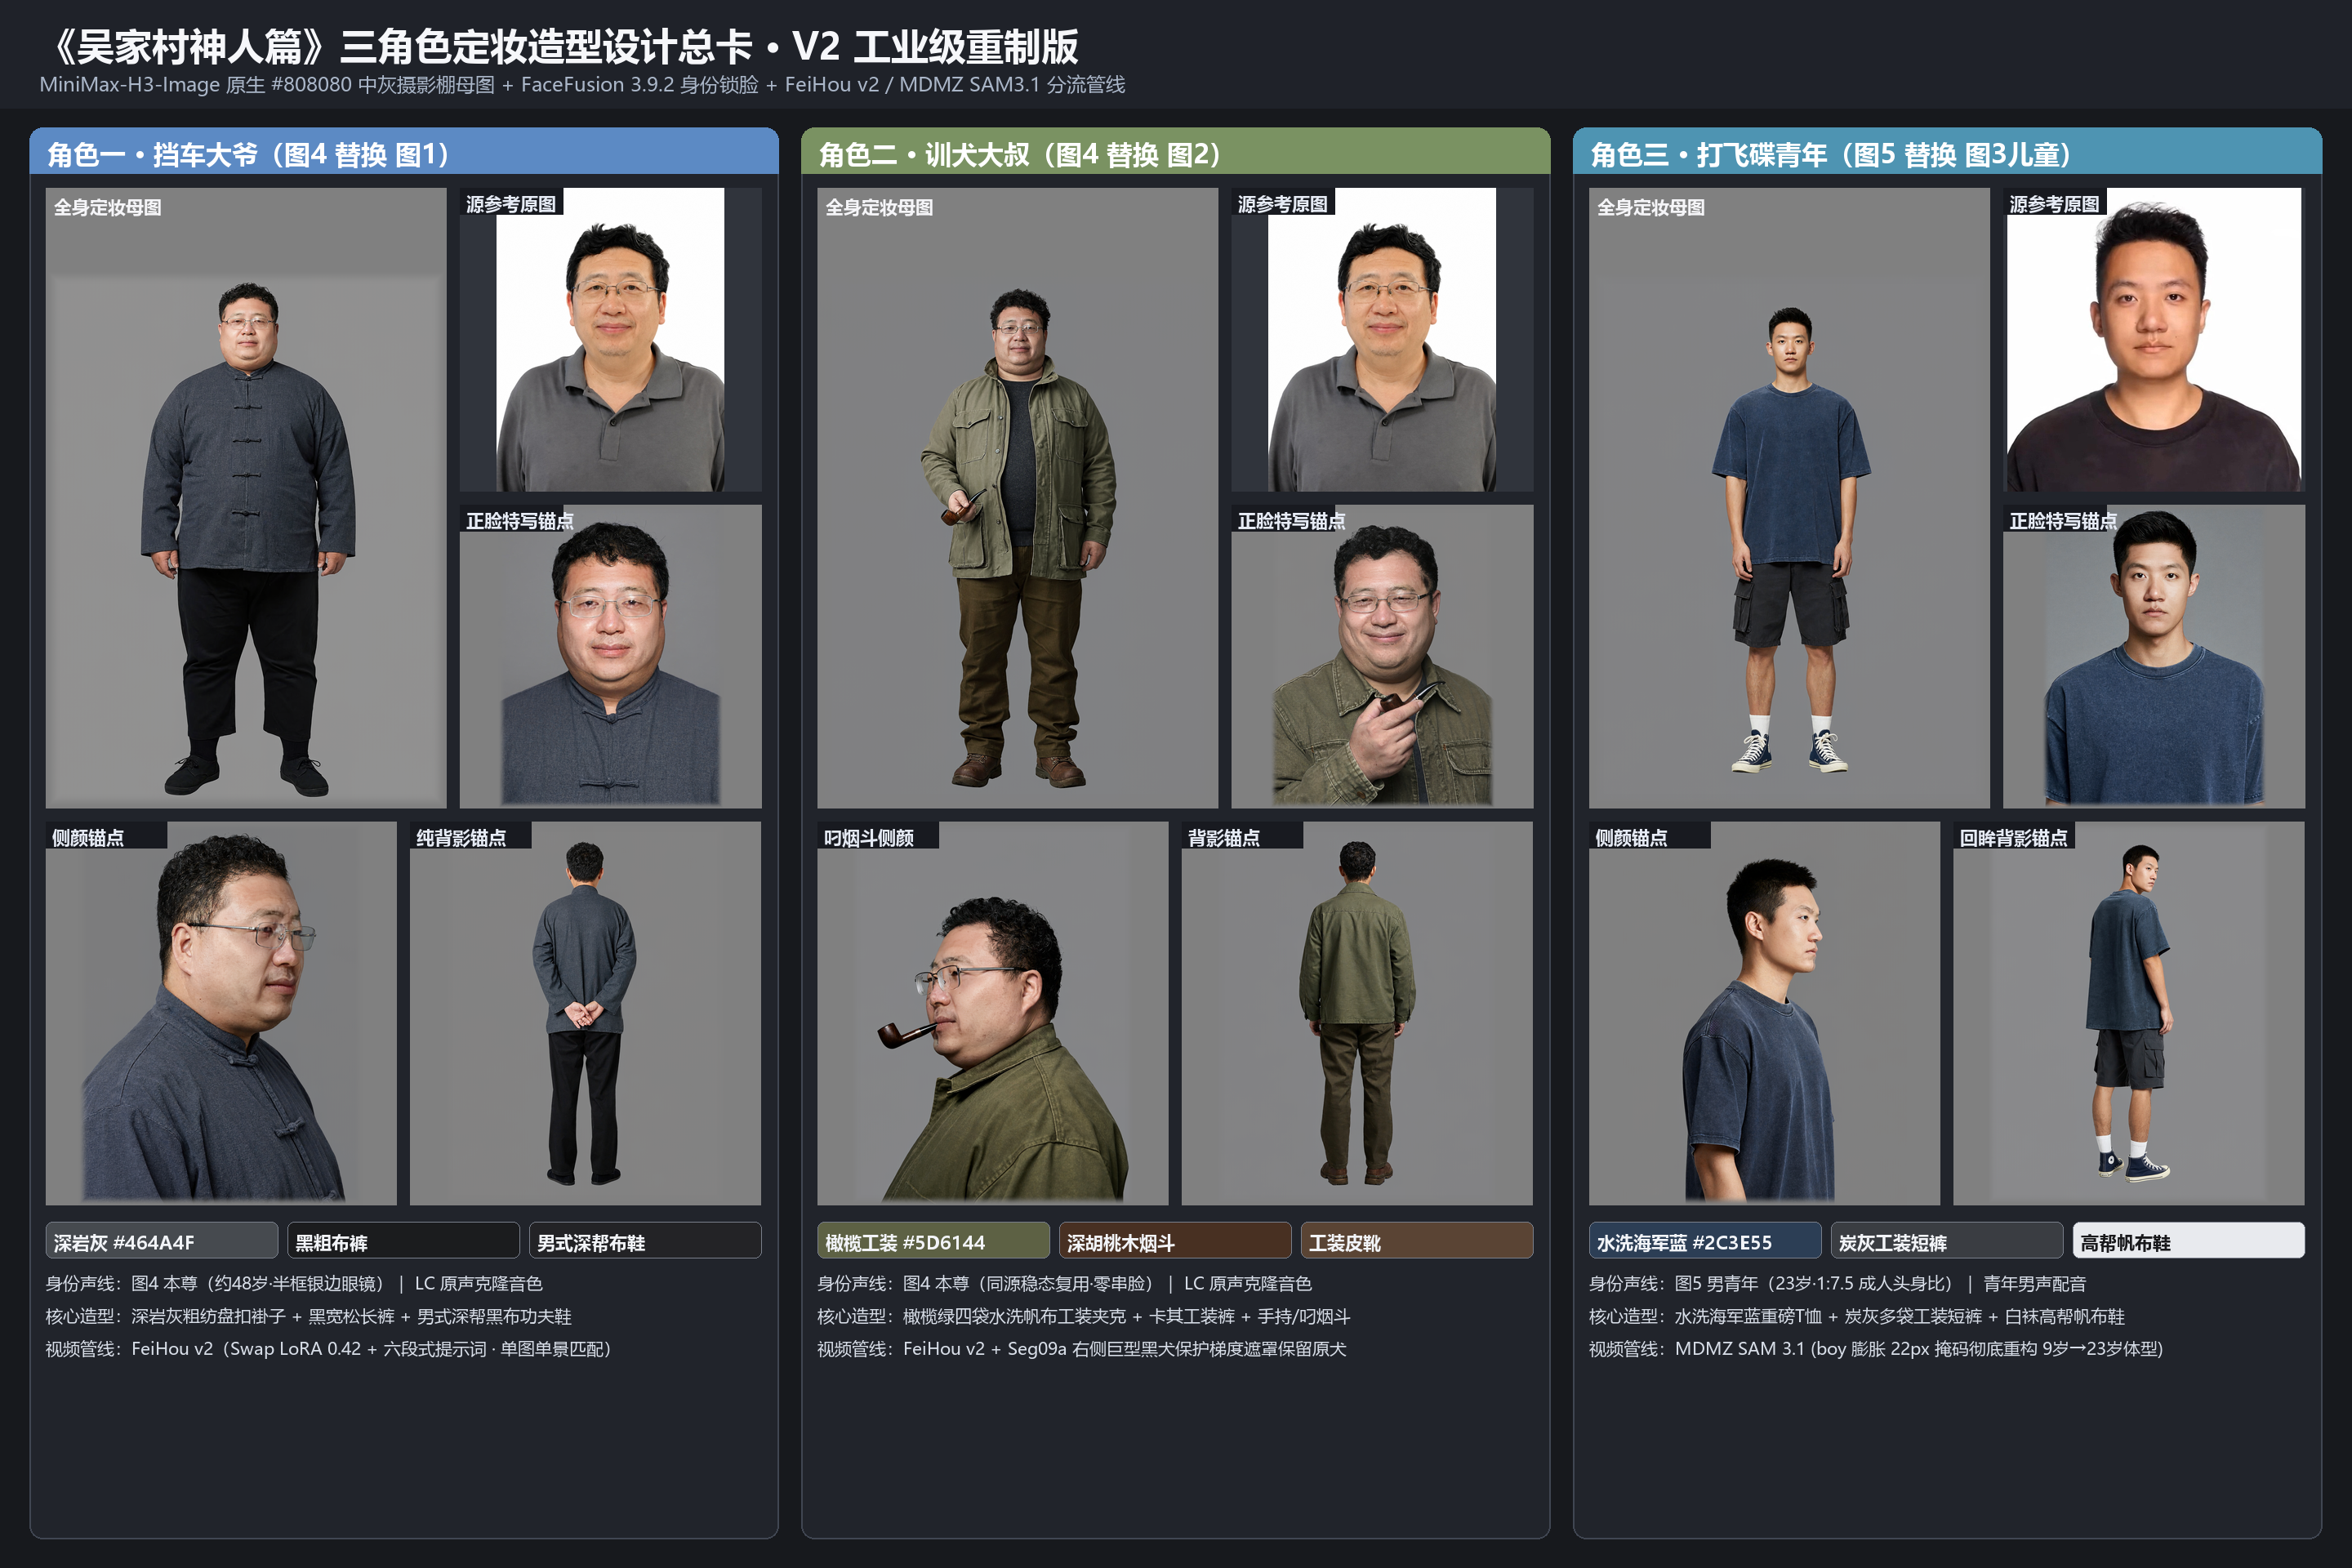 《吴家村神人篇》三角色定妆造型设计总卡 • V2 工业级重制版
MiniMax-H3-Image 原生 #808080 中灰摄影棚母图 + FaceFusion 3.9.2 身份锁脸 + FeiHou v2 / MDMZ SAM3.1 分流管线
角色一 • 挡车大爷（图4 替换 图1）
全身定妆母图
源参考原图
正脸特写锚点
侧颜锚点
纯背影锚点
深岩灰 #464A4F
黑粗布裤
男式深帮布鞋
身份声线：图4 本尊（约48岁·半框银边眼镜）| LC 原声克隆音色
核心造型：深岩灰粗纺盘扣褂子 + 黑宽松长裤 + 男式深帮黑布功夫鞋
视频管线：FeiHou v2（Swap LoRA 0.42 + 六段式提示词 · 单图单景匹配）
角色二 • 训犬大叔（图4 替换 图2）
全身定妆母图
源参考原图
正脸特写锚点
叼烟斗侧颜
背影锚点
橄榄工装 #5D6144
深胡桃木烟斗
工装皮靴
身份声线：图4 本尊（同源稳态复用·零串脸）| LC 原声克隆音色
核心造型：橄榄绿四袋水洗帆布工装夹克 + 卡其工装裤 + 手持/叼烟斗
视频管线：FeiHou v2 + Seg09a 右侧巨型黑犬保护梯度遮罩保留原犬
角色三 • 打飞碟青年（图5 替换 图3儿童）
全身定妆母图
源参考原图
正脸特写锚点
侧颜锚点
回眸背影锚点
水洗海军蓝 #2C3E55
炭灰工装短裤
高帮帆布鞋
身份声线：图5 男青年（23岁·1:7.5 成人头身比）| 青年男声配音
核心造型：水洗海军蓝重磅T恤 + 炭灰多袋工装短裤 + 白袜高帮帆布鞋
视频管线：MDMZ SAM 3.1 (boy 膨胀 22px 掩码彻底重构 9岁→23岁体型)